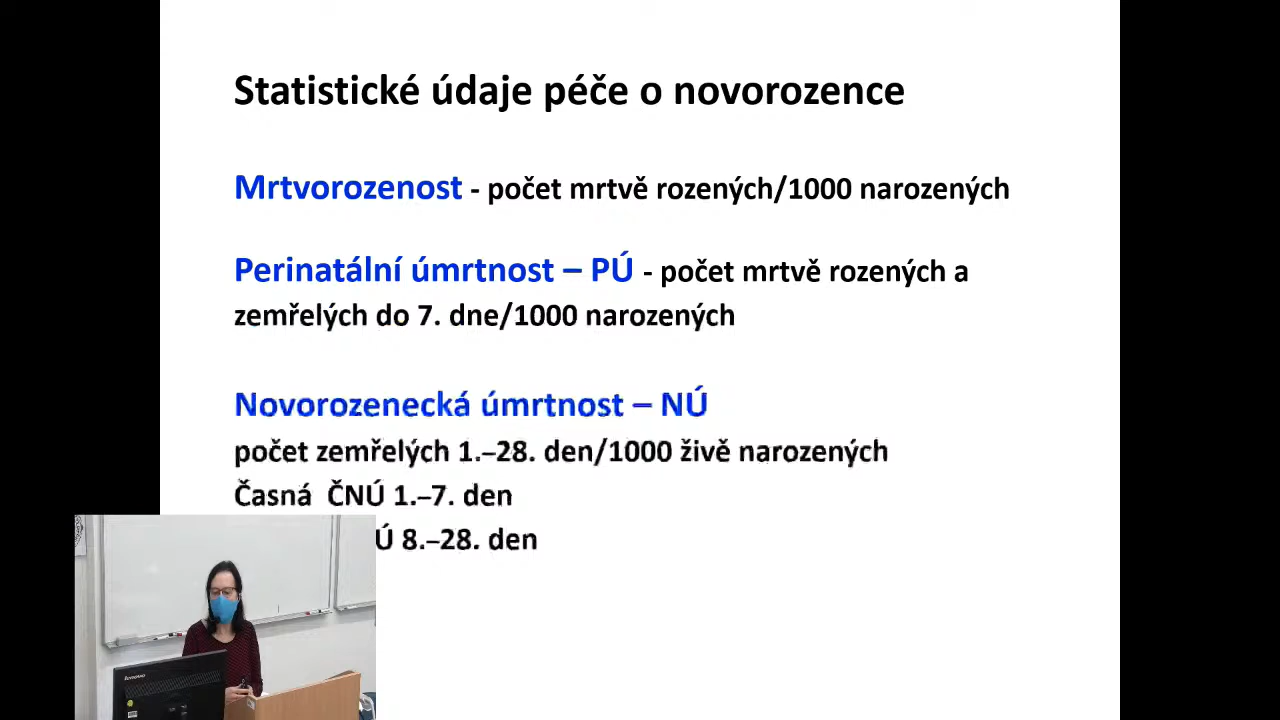 Statistické údaje péče o novorozence
Mrtvorozenost - počet mrtvě rozených/1000 narozených
Perinatální úmrtnost – PÚ - počet mrtvě rozených a
zemřelých do 7. dne/1000 narozených
Novorozenecká úmrtnost – NÚ
počet zemřelých 1.–28. den/1000 živě narozených
Časná ČNÚ 1.–7. den
Ú 8.–28. den
lenovo